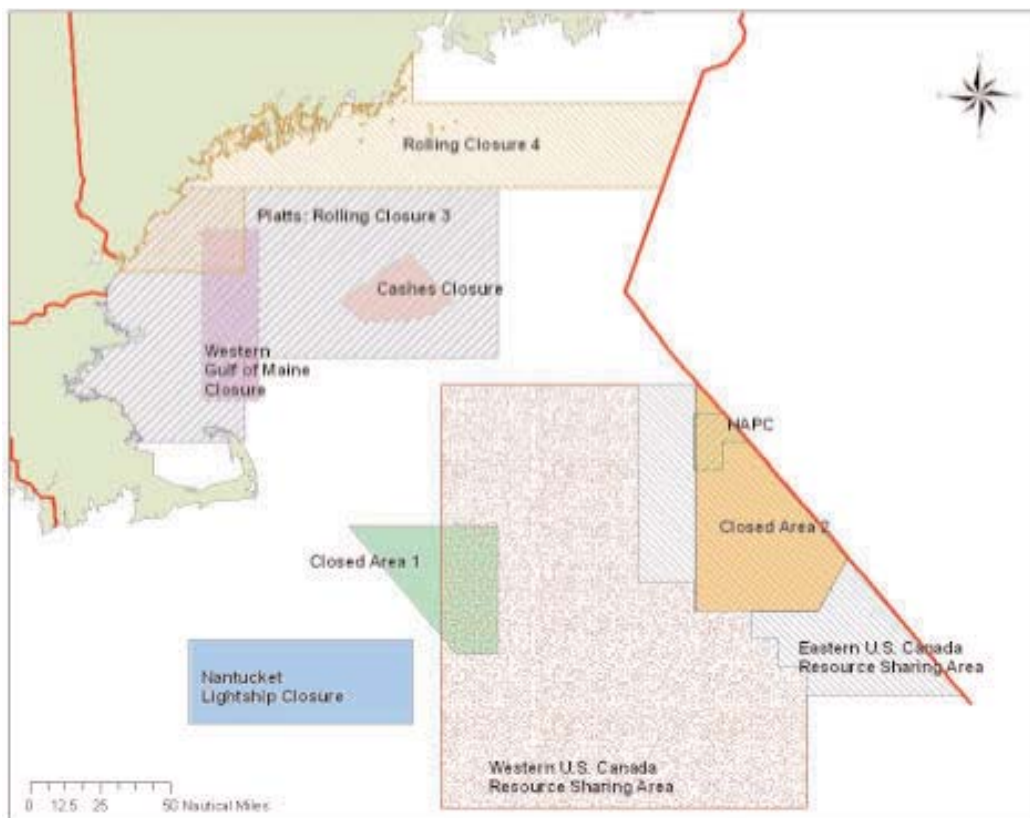 Rolling Closure 4
Platts: Rolling Closure 3
Cashes Closure
Western
Gulf of Maine
Closure
HAPC
Closed Area 2
Closed Area 1
Eastern U.S. Canada
Resource Sharing Area
Nantucket
Lightship Closure
Western U.S. Canada
Resource Sharing Area
0 12.5 25 50 Nautical Miles